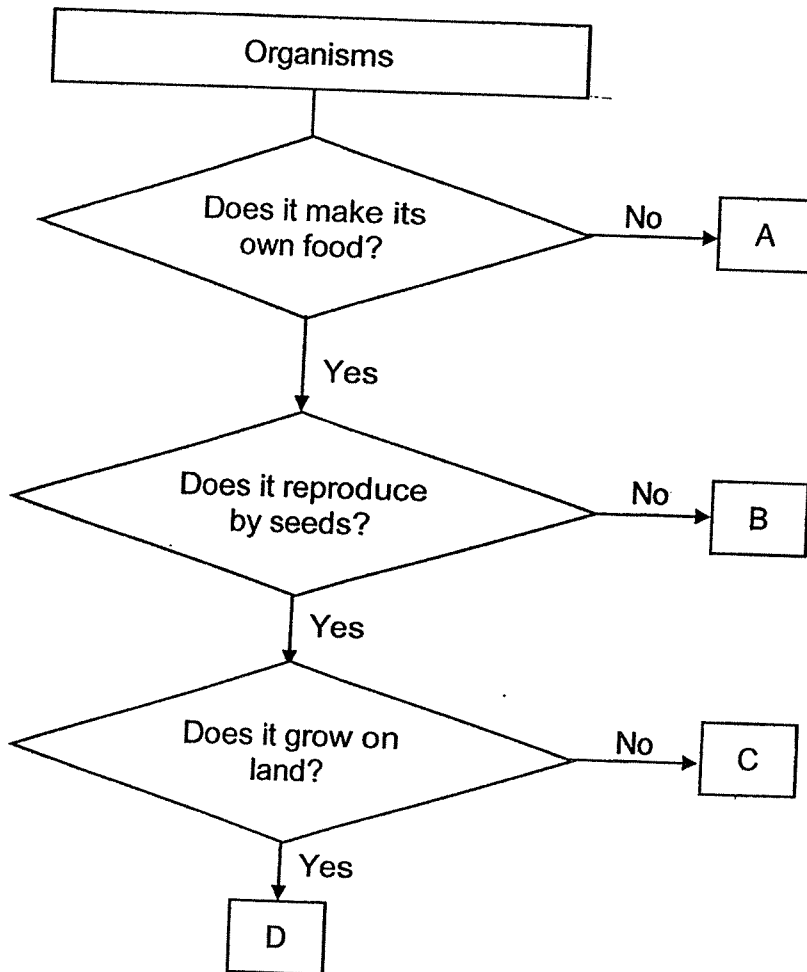 Organisms
Does it make its
own food?
No
A
Yes
Does it reproduce
by seeds?
No
B
Yes
Does it grow on
land?
No
C
Yes
D